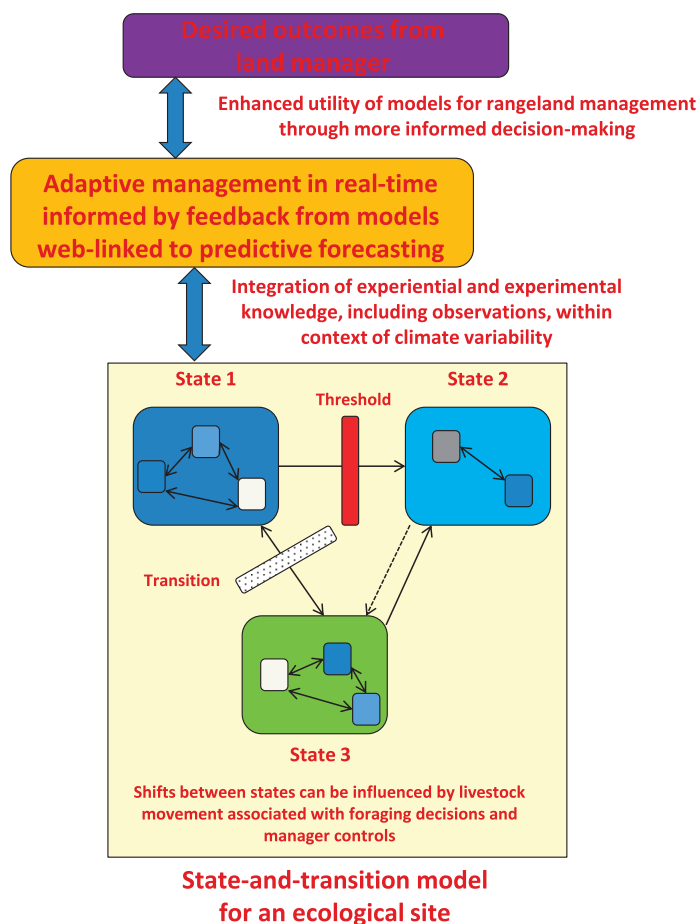 Desired outcomes from
land manager
Enhanced utility of models for rangeland management
through more informed decision-making
Adaptive management in real-time
informed by feedback from models
web-linked to predictive forecasting
Integration of experiential and experimental
knowledge, including observations, within
context of climate variability
State 1
State 2
Threshold
Transition
State 3
Shifts between states can be influenced by livestock
movement associated with foraging decisions and
manager controls
State-and-transition model
for an ecological site